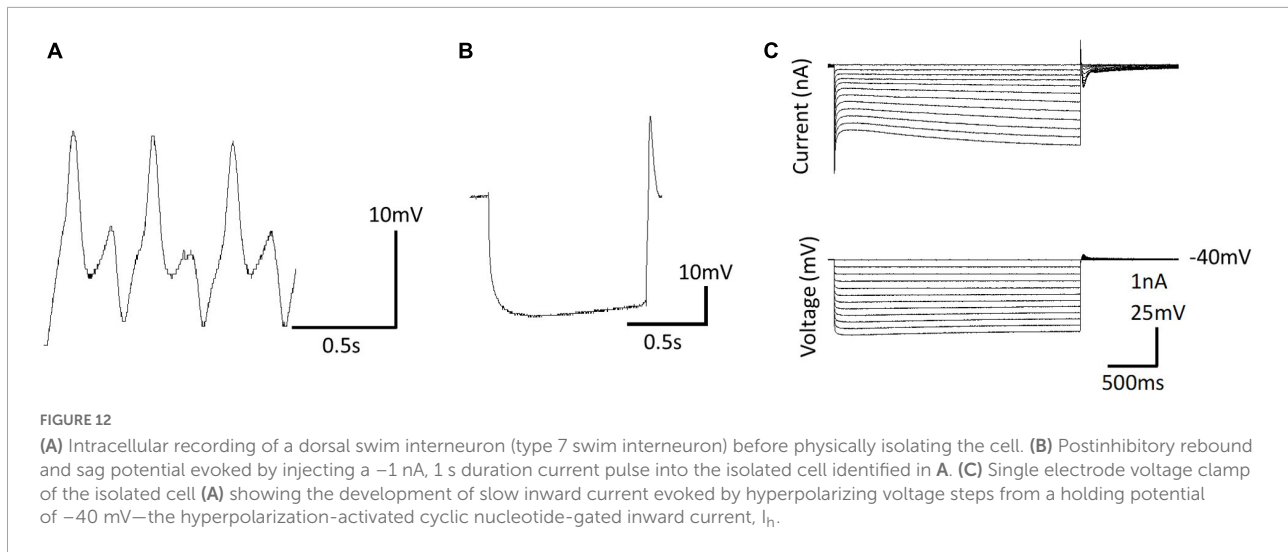 A
B
C
10mV
0.5s
10mV
0.5s
Current (nA)
Voltage (mV)
-40mV
1nA
25mV
500ms
FIGURE 12
(A) Intracellular recording of a dorsal swim interneuron (type 7 swim interneuron) before physically isolating the cell. (B) Postinhibitory rebound
and sag potential evoked by injecting a −1 nA, 1 s duration current pulse into the isolated cell identified in A. (C) Single electrode voltage clamp
of the isolated cell (A) showing the development of slow inward current evoked by hyperpolarizing voltage steps from a holding potential
of −40 mV—the hyperpolarization-activated cyclic nucleotide-gated inward current, Ih.